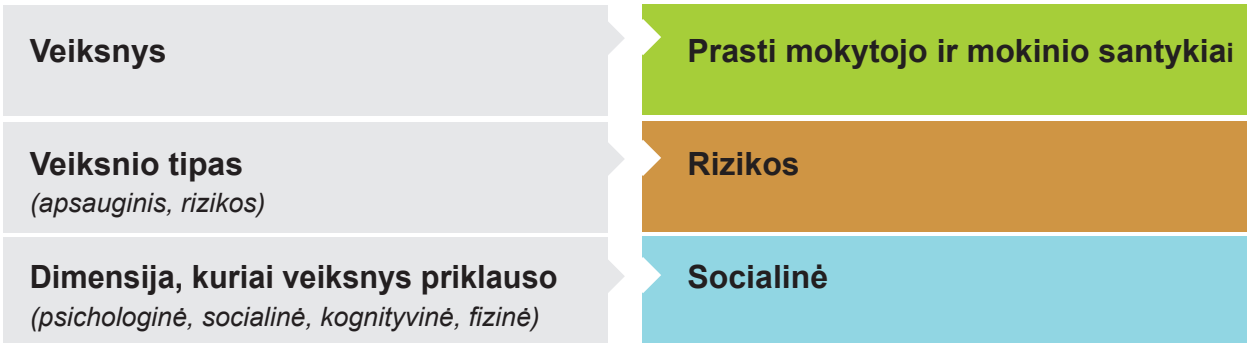 Veiksnys
Prasti mokytojo ir mokinio santykiai
Veiksnio tipas
(apsauginis, rizikos)
Rizikos
Dimensija, kuriai veiksnys priklauso
(psichologinė, socialinė, kognityvinė, fizinė)
Socialinė